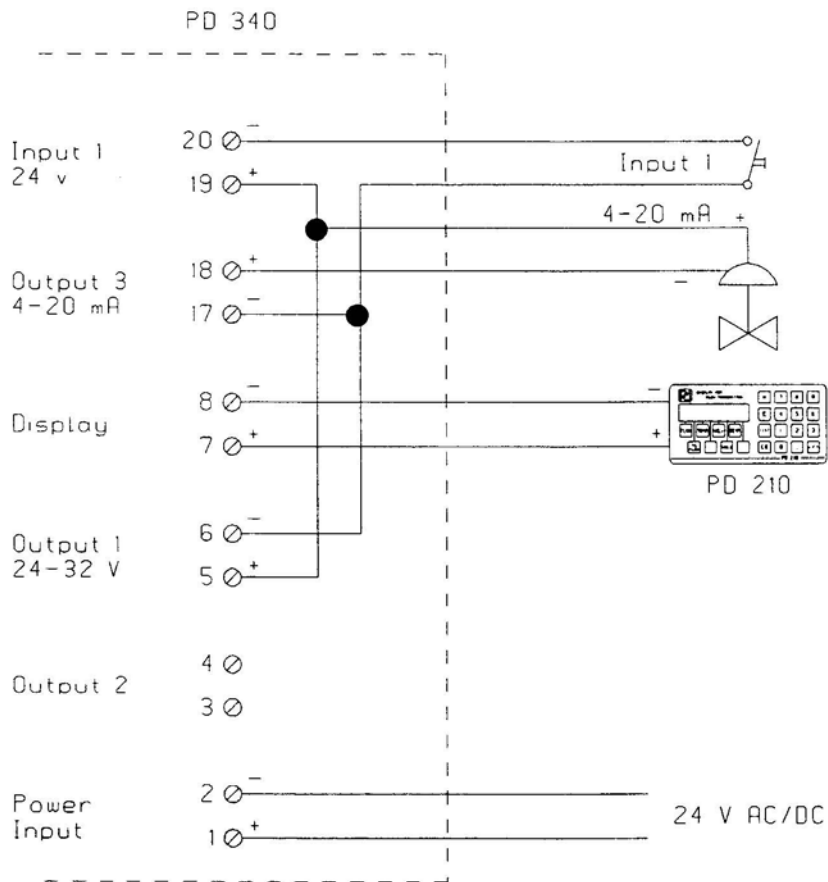 PD 340
Input 1
24 v
20 -
19 +
Input 1
4-20 mA +
Output 3
4-20 mA
18 +
17 -
-
Display
8 -
7 +
-
+
PD 210
Output 1
24-32 V
6 -
5 +
Output 2
4
3
Power
Input
2 -
1 +
24 V AC/DC